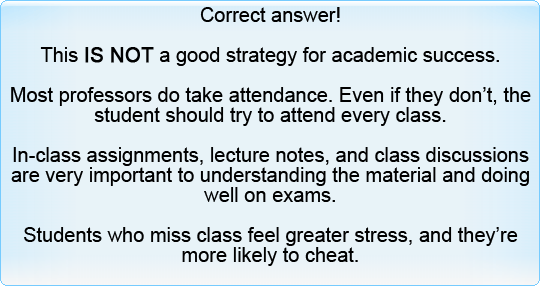 Correct answer!
This IS NOT a good strategy for academic success.
Most professors do take attendance. Even if they don’t, the
student should try to attend every class.
In-class assignments, lecture notes, and class discussions
are very important to understanding the material and doing
well on exams.
Students who miss class feel greater stress, and they’re
more likely to cheat.